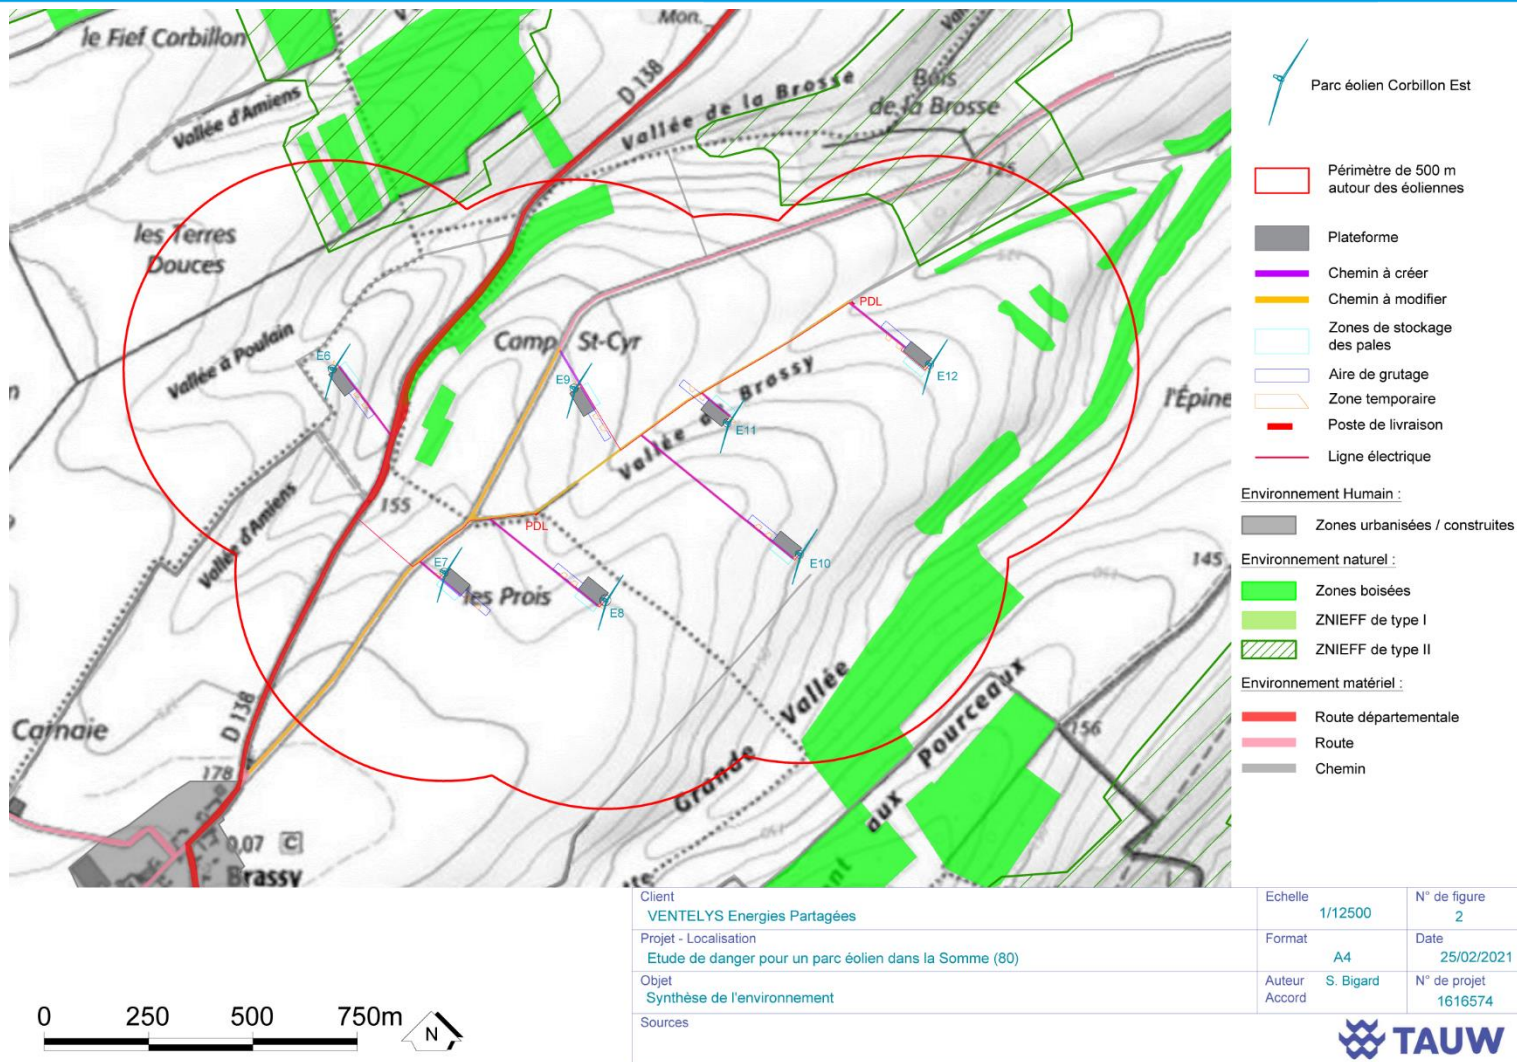 le Fief Corbillon
Mon.
Vallée d'Amiens
D 138
Vallée de la Brosse
Bois
de la Brosse
125
les Terres
Douces
Vallée à Poulain
Camp St-Cyr
PDL
E6
E9
E12
E11
Vallée de Brossy
l'Épine
155
Vallée d'Amiens
PDL
E10
145
E7
les Prois
E8
Grande Vallée
aux Pourceaux
156
Carnaie
D 138
178
0,07 C
Brassy
Parc éolien Corbillon Est
Périmètre de 500 m
autour des éoliennes
Plateforme
Chemin à créer
Chemin à modifier
Zones de stockage
des pales
Aire de grutage
Zone temporaire
Poste de livraison
Ligne électrique
Environnement Humain :
Zones urbanisées / construites
Environnement naturel :
Zones boisées
ZNIEFF de type I
ZNIEFF de type II
Environnement matériel :
Route départementale
Route
Chemin
0 250 500 750m
N
Client
VENTELYS Energies Partagées
Echelle
1/12500
N° de figure
2
Projet - Localisation
Etude de danger pour un parc éolien dans la Somme (80)
Format
A4
Date
25/02/2021
Objet
Synthèse de l'environnement
Auteur S. Bigard
Accord
N° de projet
1616574
Sources
TAUW